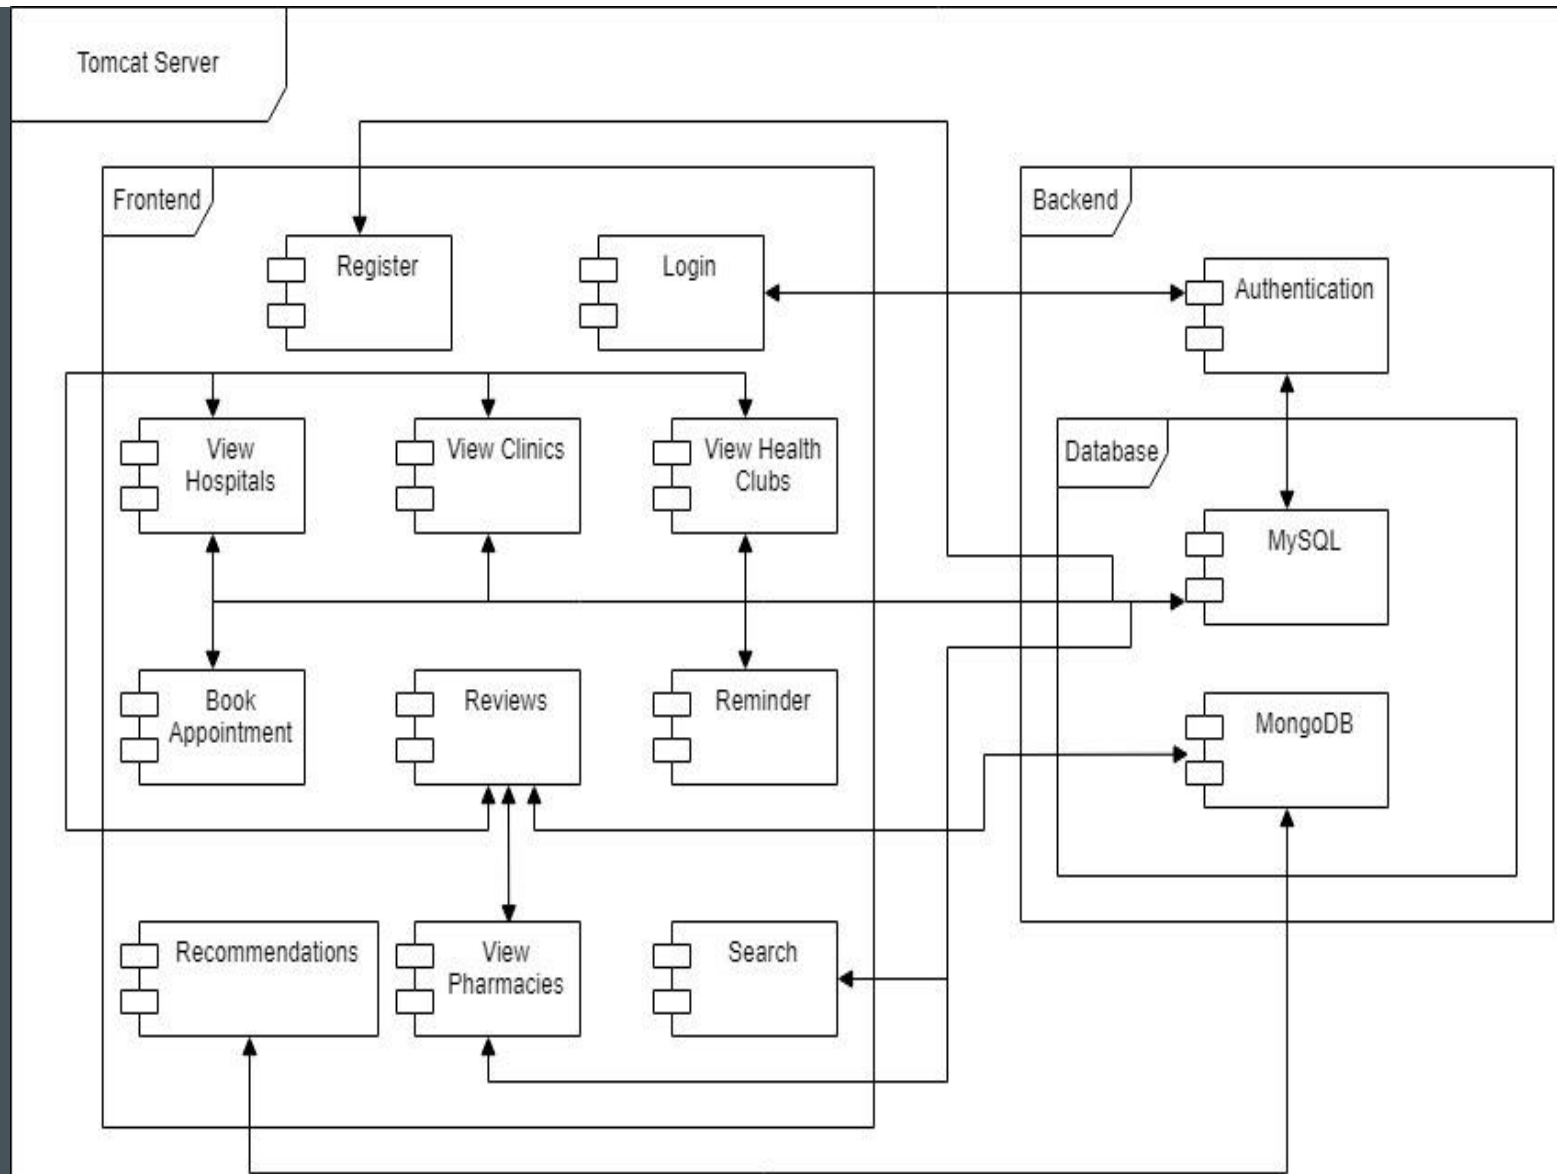 Tomcat Server
Frontend
Backend
Register
Login
Authentication
View
Hospitals
View Clinics
View Health
Clubs
Database
MySQL
Book
Appointment
Reviews
Reminder
MongoDB
Recommendations
View
Pharmacies
Search